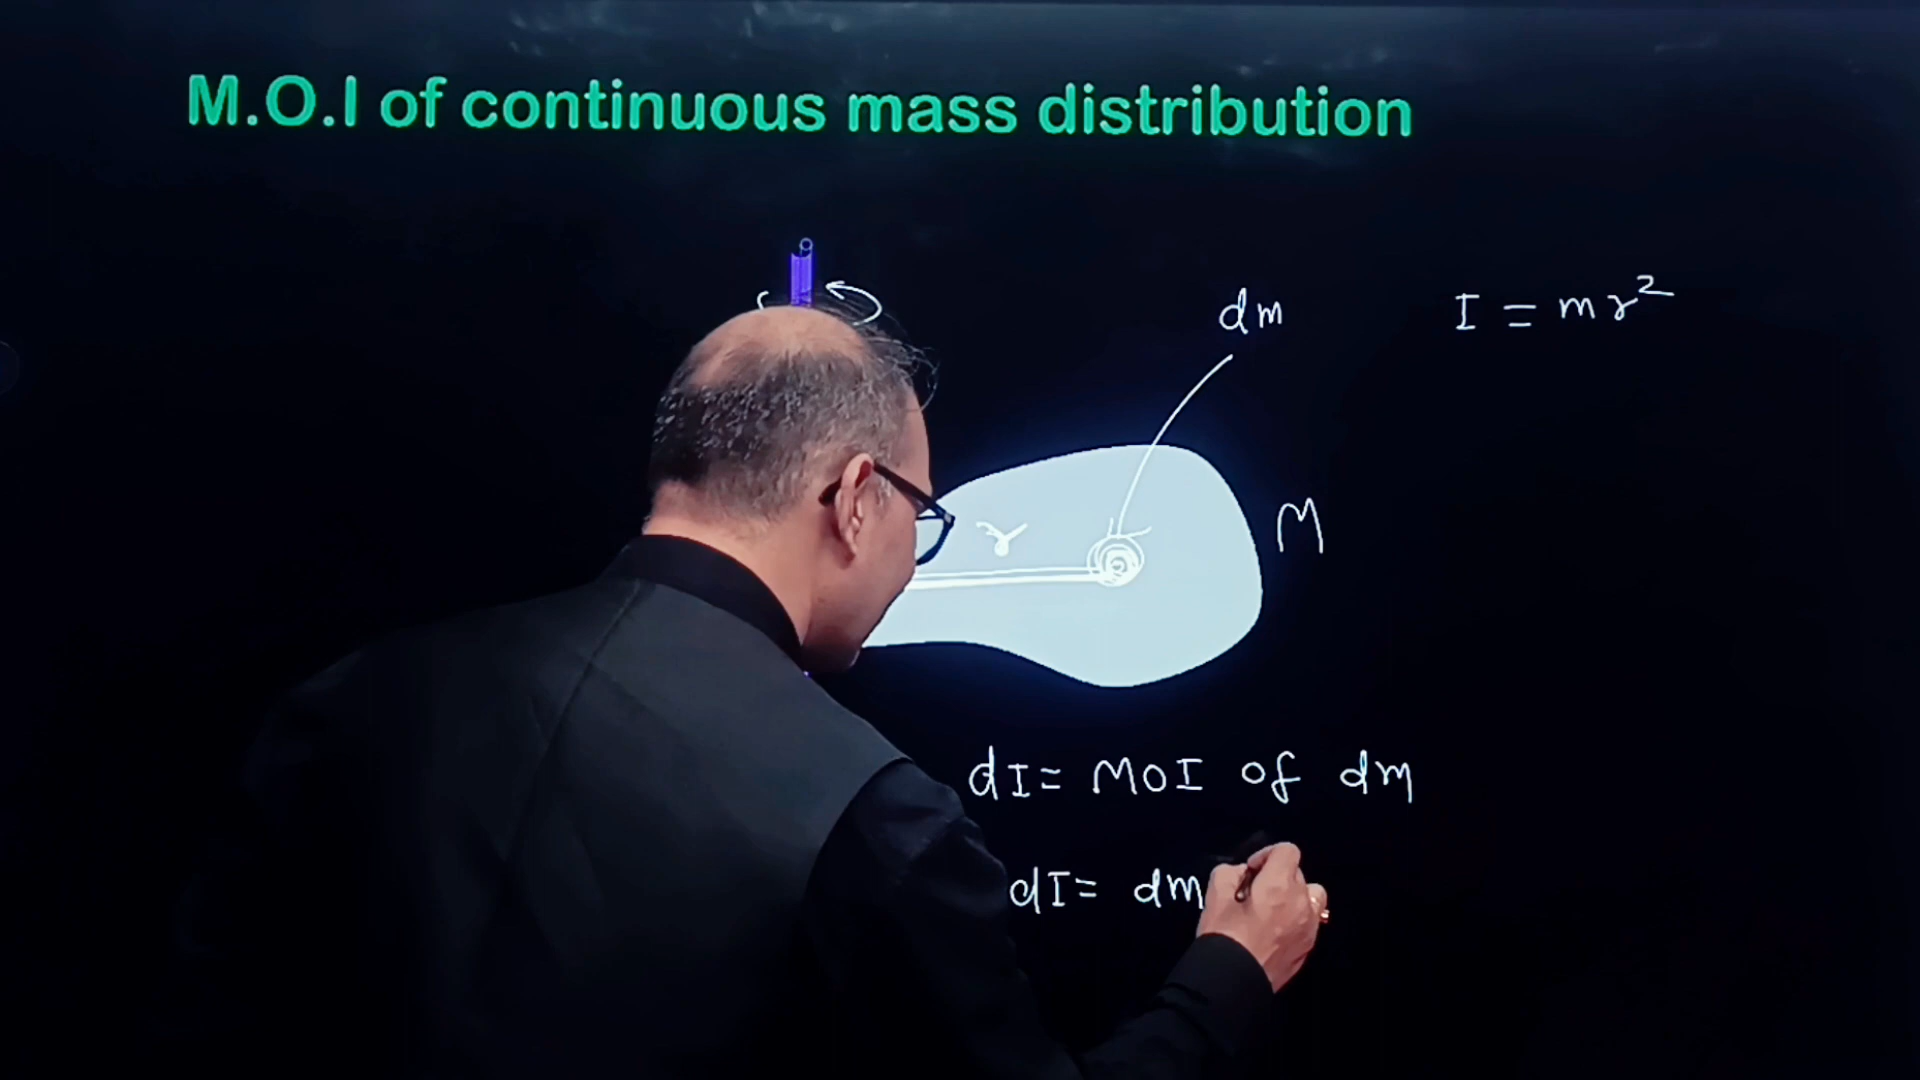 M.O.I of continuous mass distribution
dm
I = mr²
r
M
dI = MOI of dm
dI = dm